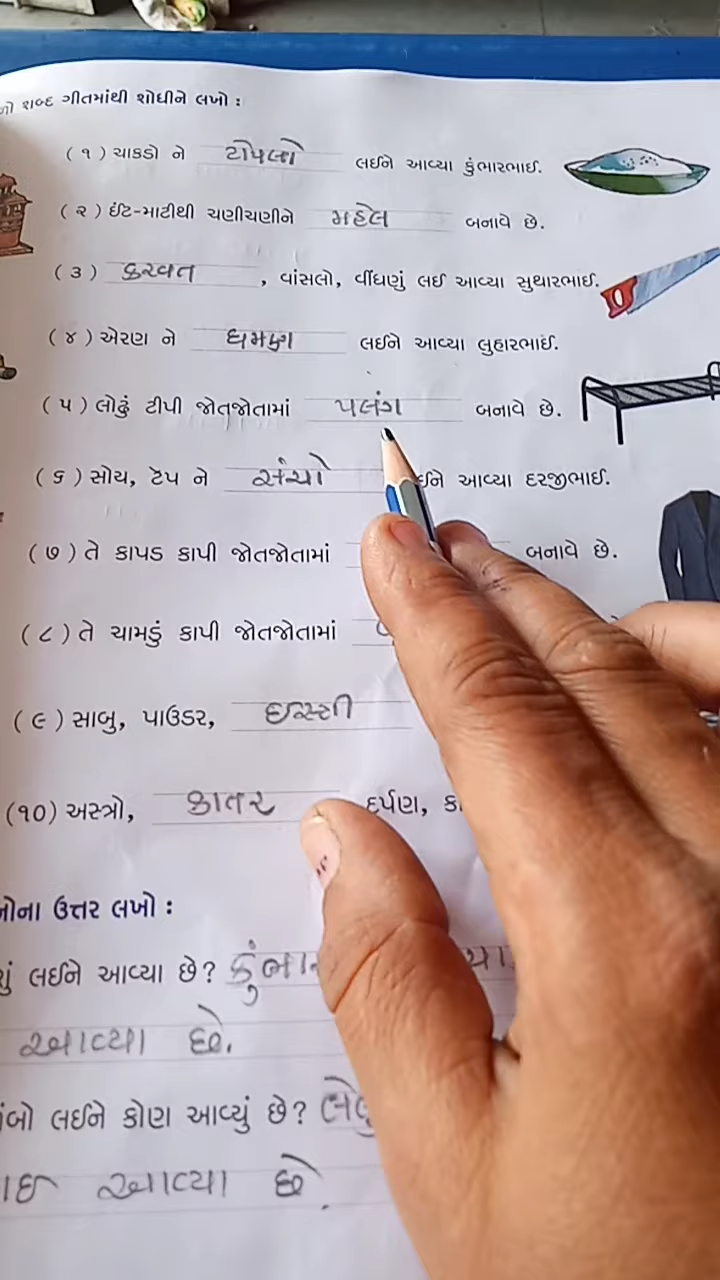 શબ્દ ગીતમાંથી શોધીને લખો :
(૧) ચાકડો ને ટોપલો લઈને આવ્યા કુંભારભાઈ.
(૨) ઈંટ-માટીથી ચણીચણીને મહેલ બનાવે છે.
(૩) કરવત , વાંસલો, વીંધણું લઈ આવ્યા સુથારભાઈ.
(૪) એરણ ને ધમણ લઈને આવ્યા લુહારભાઈ.
(૫) લોઢું ટીપી જોતજોતામાં પલંગ બનાવે છે.
(૬) સોય, ટેપ ને સંચો આવ્યા દરજીભાઈ.
(૭) તે કાપડ કાપી જોતજોતામાં બનાવે છે.
(૮) તે ચામડું કાપી જોતજોતામાં
(૯) સાબુ, પાઉડર, ઇસ્ત્રી
(૧૦) અસ્ત્રો, કાતર દર્પણ,
ઉત્તર લખો :
લઈને આવ્યા છે?
આવ્યા છે.
લઈને કોણ આવ્યું છે?
આવ્યા છે.